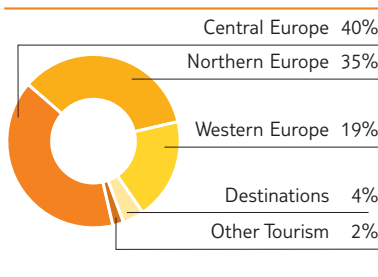 Central Europe 40%
Northern Europe 35%
Western Europe 19%
Destinations 4%
Other Tourism 2%